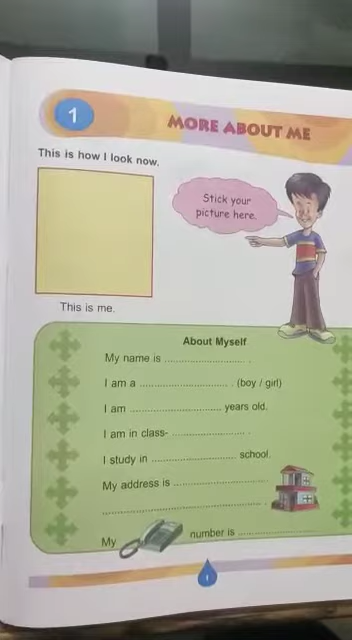 1
MORE ABOUT ME
This is how I look now.
Stick your
picture here.
This is me.
About Myself
My name is ........................ .
I am a ........................... . (boy / girl)
I am ............................ years old.
I am in class- ...................... .
I study in ......................... school.
My address is ............................
................................................ .
My number is ........................
1